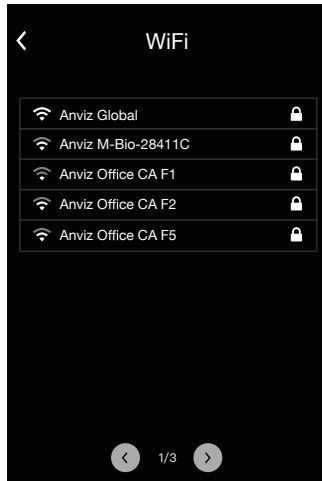 WiFi
Anviz Global
Anviz M-Bio-28411C
Anviz Office CA F1
Anviz Office CA F2
Anviz Office CA F5
1/3